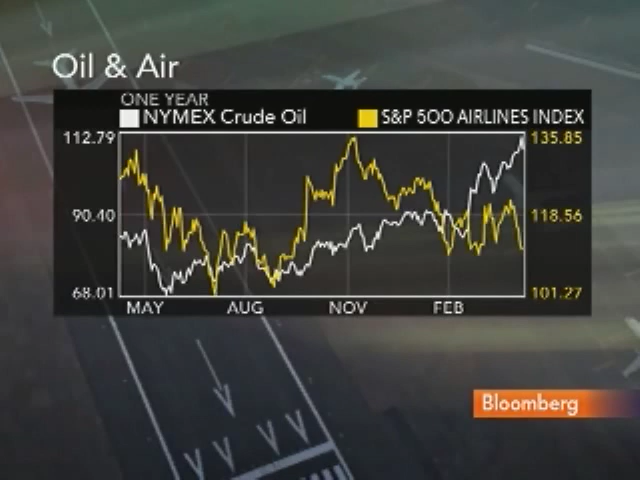 Oil & Air
ONE YEAR
NYMEX Crude Oil S&P 500 AIRLINES INDEX
112.79 135.85
90.40 118.56
68.01 101.27
MAY AUG NOV FEB
Bloomberg